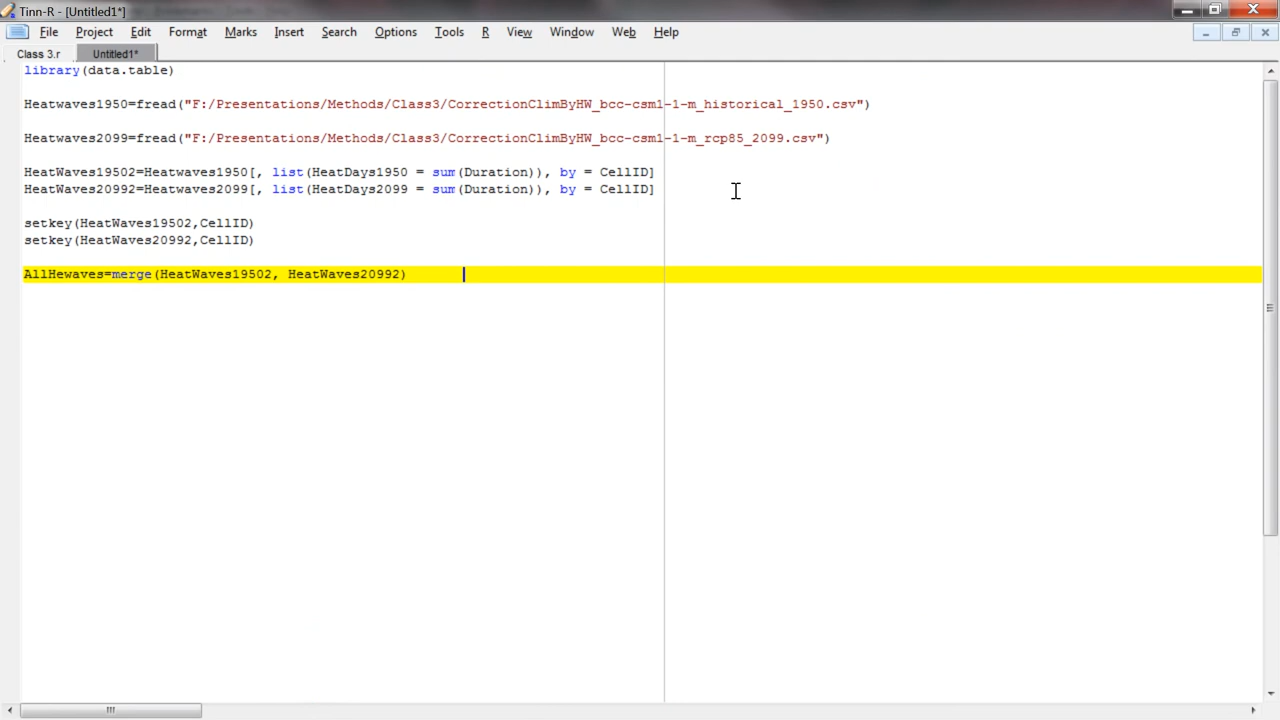 Tinn-R - [Untitled1*]
File Project Edit Format Marks Insert Search Options Tools R View Window Web Help
Class 3.r Untitled1*
library(data.table)
Heatwaves1950=fread("F:/Presentations/Methods/Class3/CorrectionClimByHW_bcc-csm1-1-m_historical_1950.csv")
Heatwaves2099=fread("F:/Presentations/Methods/Class3/CorrectionClimByHW_bcc-csm1-1-m_rcp85_2099.csv")
HeatWaves19502=Heatwaves1950[, list(HeatDays1950 = sum(Duration)), by = CellID]
HeatWaves20992=Heatwaves2099[, list(HeatDays2099 = sum(Duration)), by = CellID]
setkey(HeatWaves19502,CellID)
setkey(HeatWaves20992,CellID)
AllHewaves=merge(HeatWaves19502, HeatWaves20992)